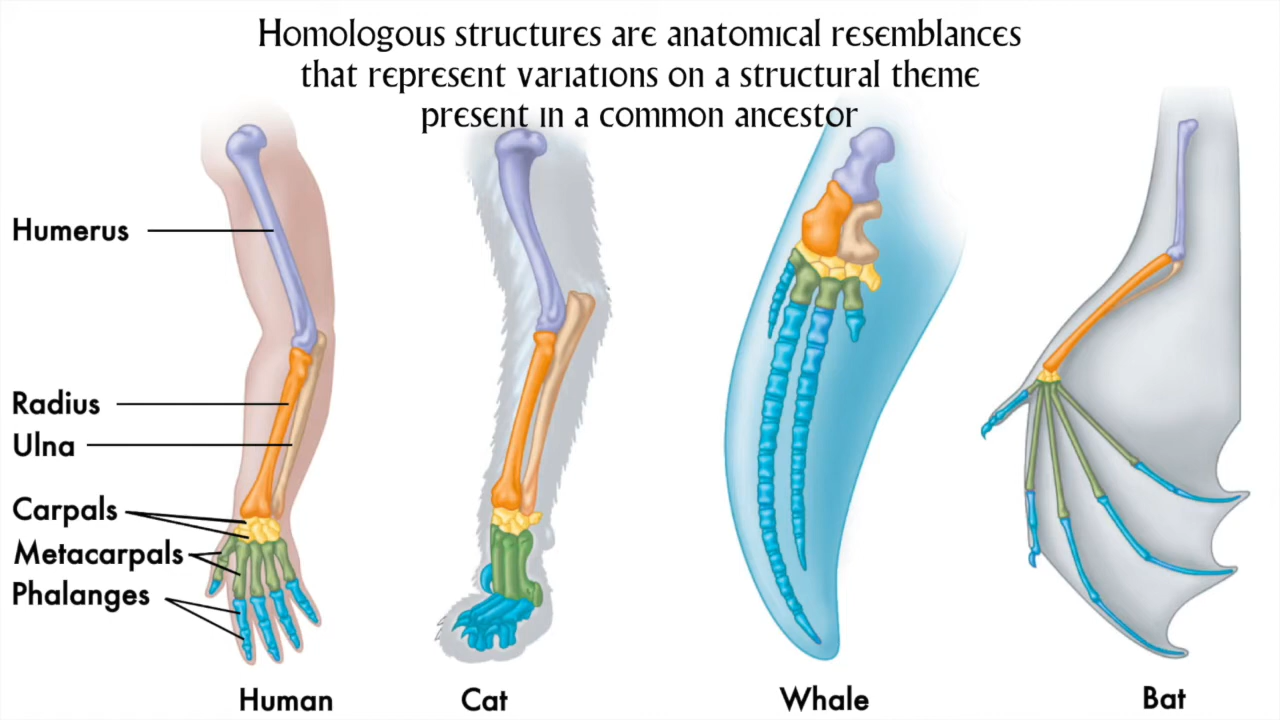 Homologous structures are anatomical resemblances
that represent variations on a structural theme
present in a common ancestor
Humerus
Radius
Ulna
Carpals
Metacarpals
Phalanges
Human
Cat
Whale
Bat